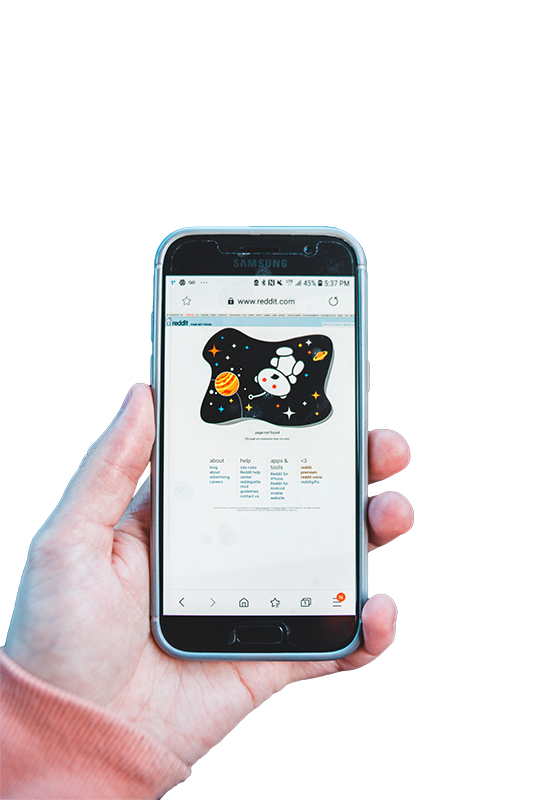 SAMSUNG
45% 5:37 PM
www.reddit.com
reddit
page not found
about
blog
about
advertising
careers
help
site rules
Reddit help
center
reddiquette
mod
guidelines
contact us
apps &
tools
Reddit for
iPhone
Reddit for
Android
mobile
website
<3
reddit
premium
reddit coins
redditgifts
1
N